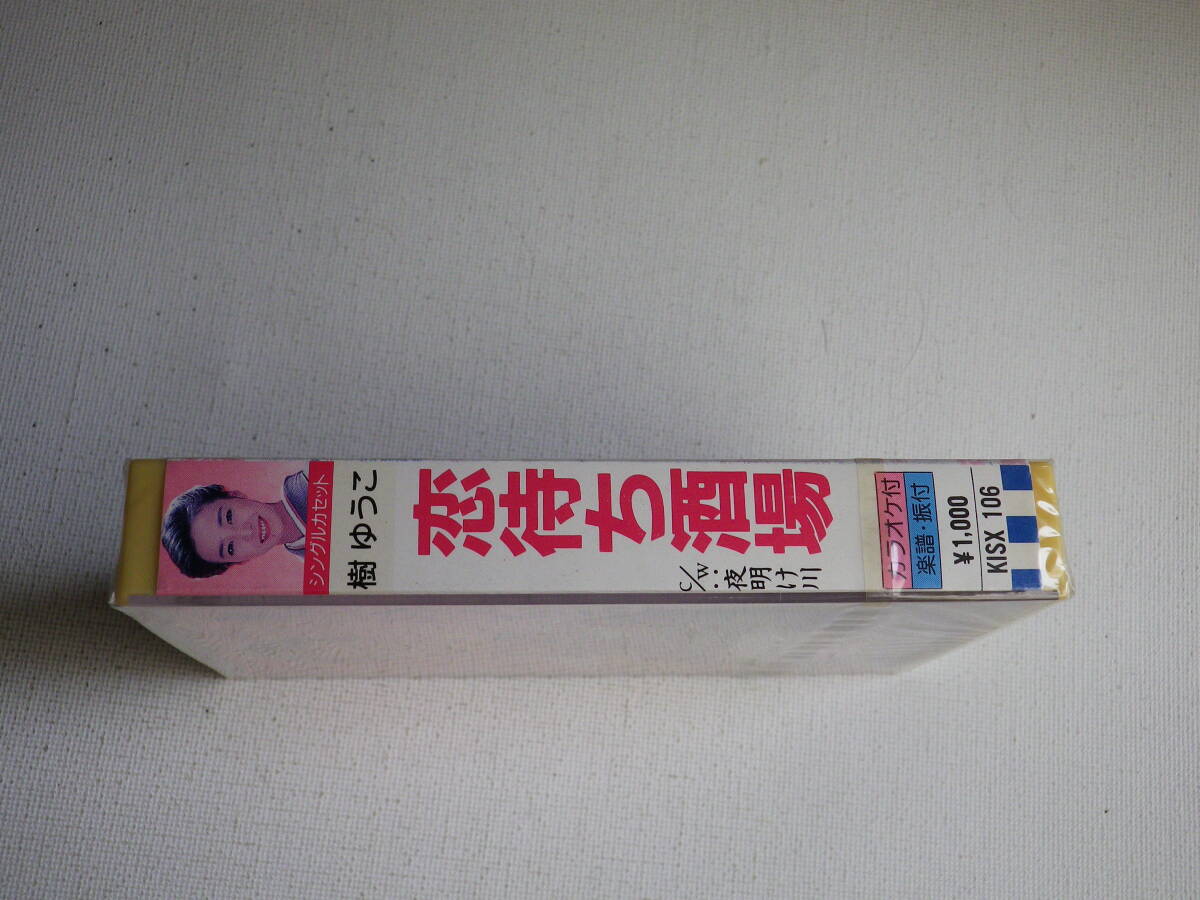 シングルカセット
樹 ゆうこ
恋待ち酒場
c/w:夜明け川
カラオケ付
楽譜・振付
¥1,000
KISX 106